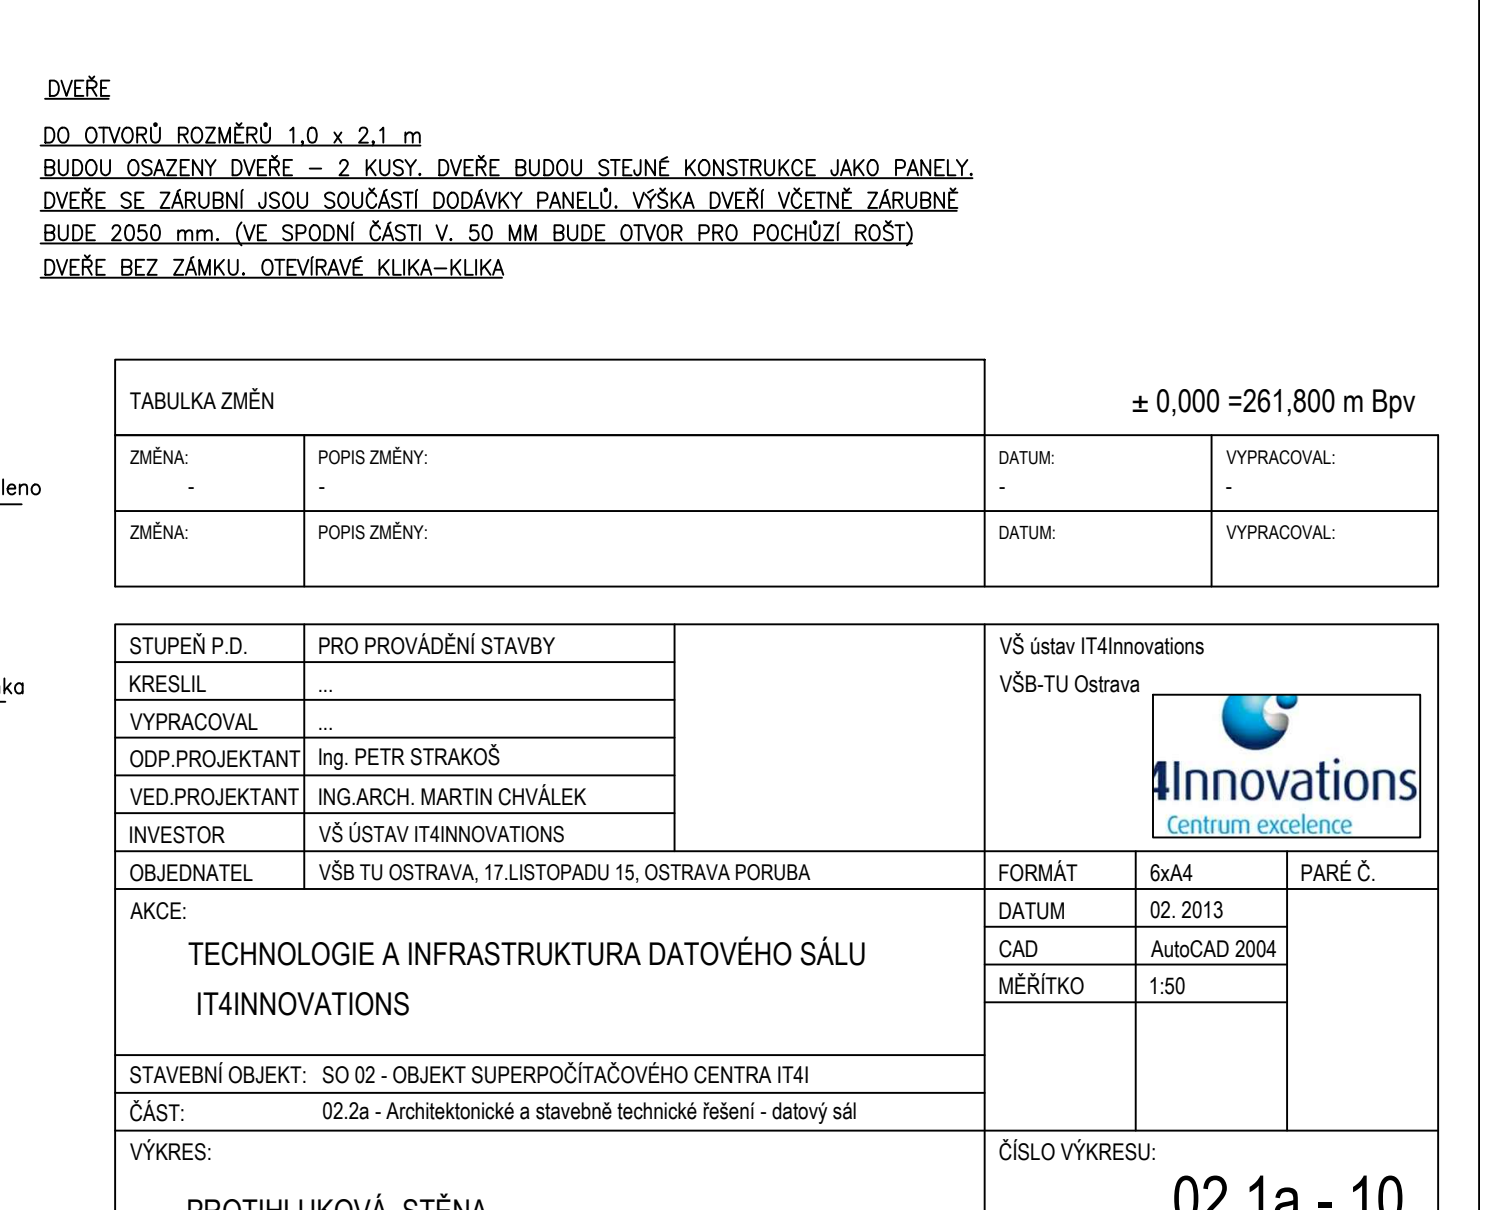 DVEŘE
DO OTVORŮ ROZMĚRŮ 1,0 x 2,1 m
BUDOU OSAZENY DVEŘE – 2 KUSY. DVEŘE BUDOU STEJNÉ KONSTRUKCE JAKO PANELY.
DVEŘE SE ZÁRUBNÍ JSOU SOUČÁSTÍ DODÁVKY PANELŮ. VÝŠKA DVEŘÍ VČETNĚ ZÁRUBNĚ
BUDE 2050 mm. (VE SPODNÍ ČÁSTI V. 50 MM BUDE OTVOR PRO POCHŮZÍ ROŠT)
DVEŘE BEZ ZÁMKU. OTEVÍRAVÉ KLIKA–KLIKA
TABULKA ZMĚN
± 0,000 =261,800 m Bpv
ZMĚNA: POPIS ZMĚNY: DATUM: VYPRACOVAL:
- - - -
ZMĚNA: POPIS ZMĚNY: DATUM: VYPRACOVAL:
STUPEŇ P.D. PRO PROVÁDĚNÍ STAVBY
KRESLIL ...
VYPRACOVAL ...
ODP.PROJEKTANT Ing. PETR STRAKOŠ
VED.PROJEKTANT ING.ARCH. MARTIN CHVÁLEK
INVESTOR VŠ ÚSTAV IT4INNOVATIONS
OBJEDNATEL VŠB TU OSTRAVA, 17.LISTOPADU 15, OSTRAVA PORUBA
VŠ ústav IT4Innovations
VŠB-TU Ostrava
4Innovations
Centrum excelence
FORMÁT 6xA4 PARÉ Č.
DATUM 02. 2013
CAD AutoCAD 2004
MĚŘÍTKO 1:50
AKCE:
TECHNOLOGIE A INFRASTRUKTURA DATOVÉHO SÁLU
IT4INNOVATIONS
STAVEBNÍ OBJEKT: SO 02 - OBJEKT SUPERPOČÍTAČOVÉHO CENTRA IT4I
ČÁST: 02.2a - Architektonické a stavebně technické řešení - datový sál
VÝKRES:
PROTIHLUKOVÁ STĚNA
ČÍSLO VÝKRESU:
02.1a - 10